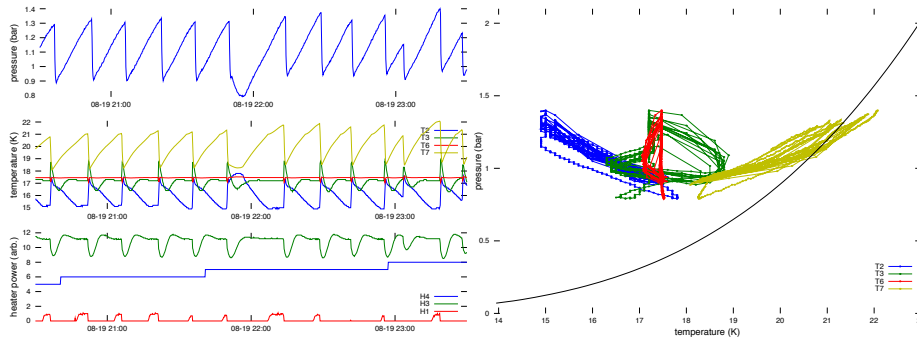 pressure (bar)
1.4
1.3
1.2
1.1
1
0.9
0.8
08-19 21:00 08-19 22:00 08-19 23:00
temperature (K)
22
21
20
19
18
17
16
15
T2
T3
T6
T7
08-19 21:00 08-19 22:00 08-19 23:00
heater power (arb.)
12
10
8
6
4
2
0
H4
H3
H1
08-19 21:00 08-19 22:00 08-19 23:00
pressure (bar)
2
1.5
1
0.5
0
T2
T3
T6
T7
14 15 16 17 18 19 20 21 22
temperature (K)